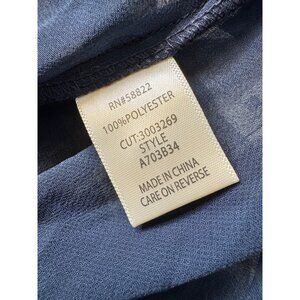 RN#58822
100%POLYESTER
CUT:3003269
STYLE
A703B34
MADE IN CHINA
CARE ON REVERSE